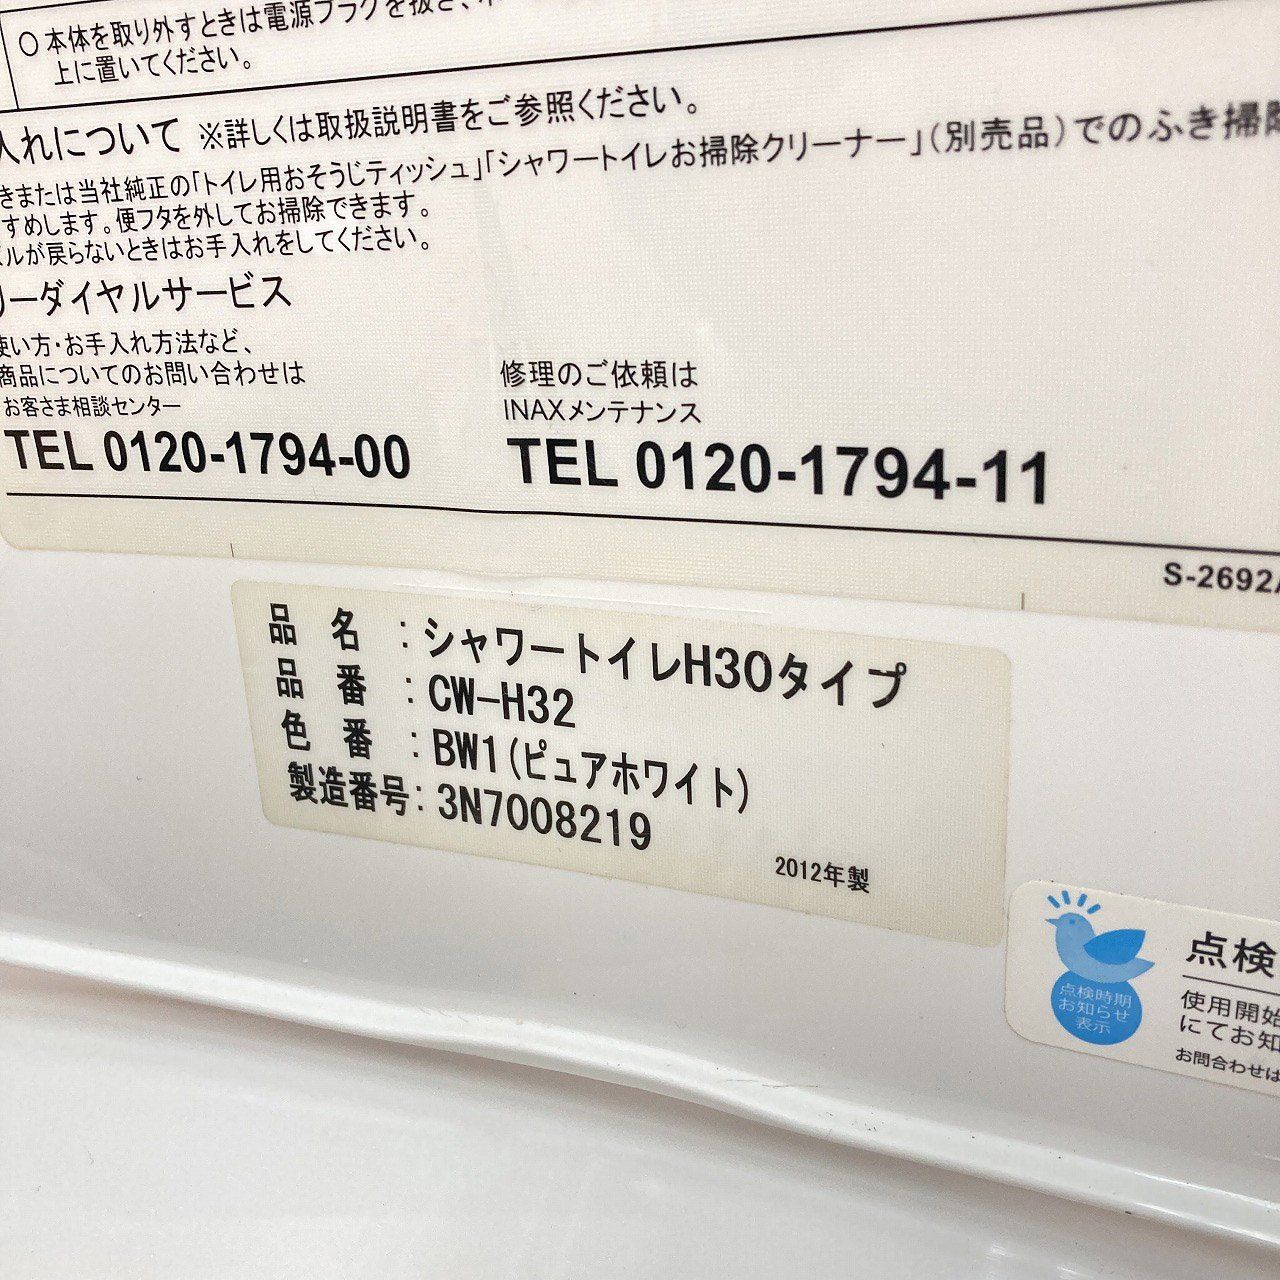 ○本体を取り外すときは電源プラグを抜き、
上に置いてください。
入れについて ※詳しくは取扱説明書をご参照ください。
きまたは当社純正の「トイレ用おそうじティッシュ」「シャワートイレお掃除クリーナー」(別売品)でのふき掃除
すめします。便フタを外してお掃除できます。
ルが戻らないときはお手入れをしてください。
リーダイヤルサービス
使い方・お手入れ方法など、
商品についてのお問い合わせは
お客さま相談センター
TEL 0120-1794-00
修理のご依頼は
INAXメンテナンス
TEL 0120-1794-11
S-2692A
品 名 :シャワートイレH30タイプ
品 番 :CW-H32
色 番 :BW1(ピュアホワイト)
製造番号:3N7008219
2012年製
点検時期
お知らせ
表示
点検
使用開始
にてお知
お問合わせは